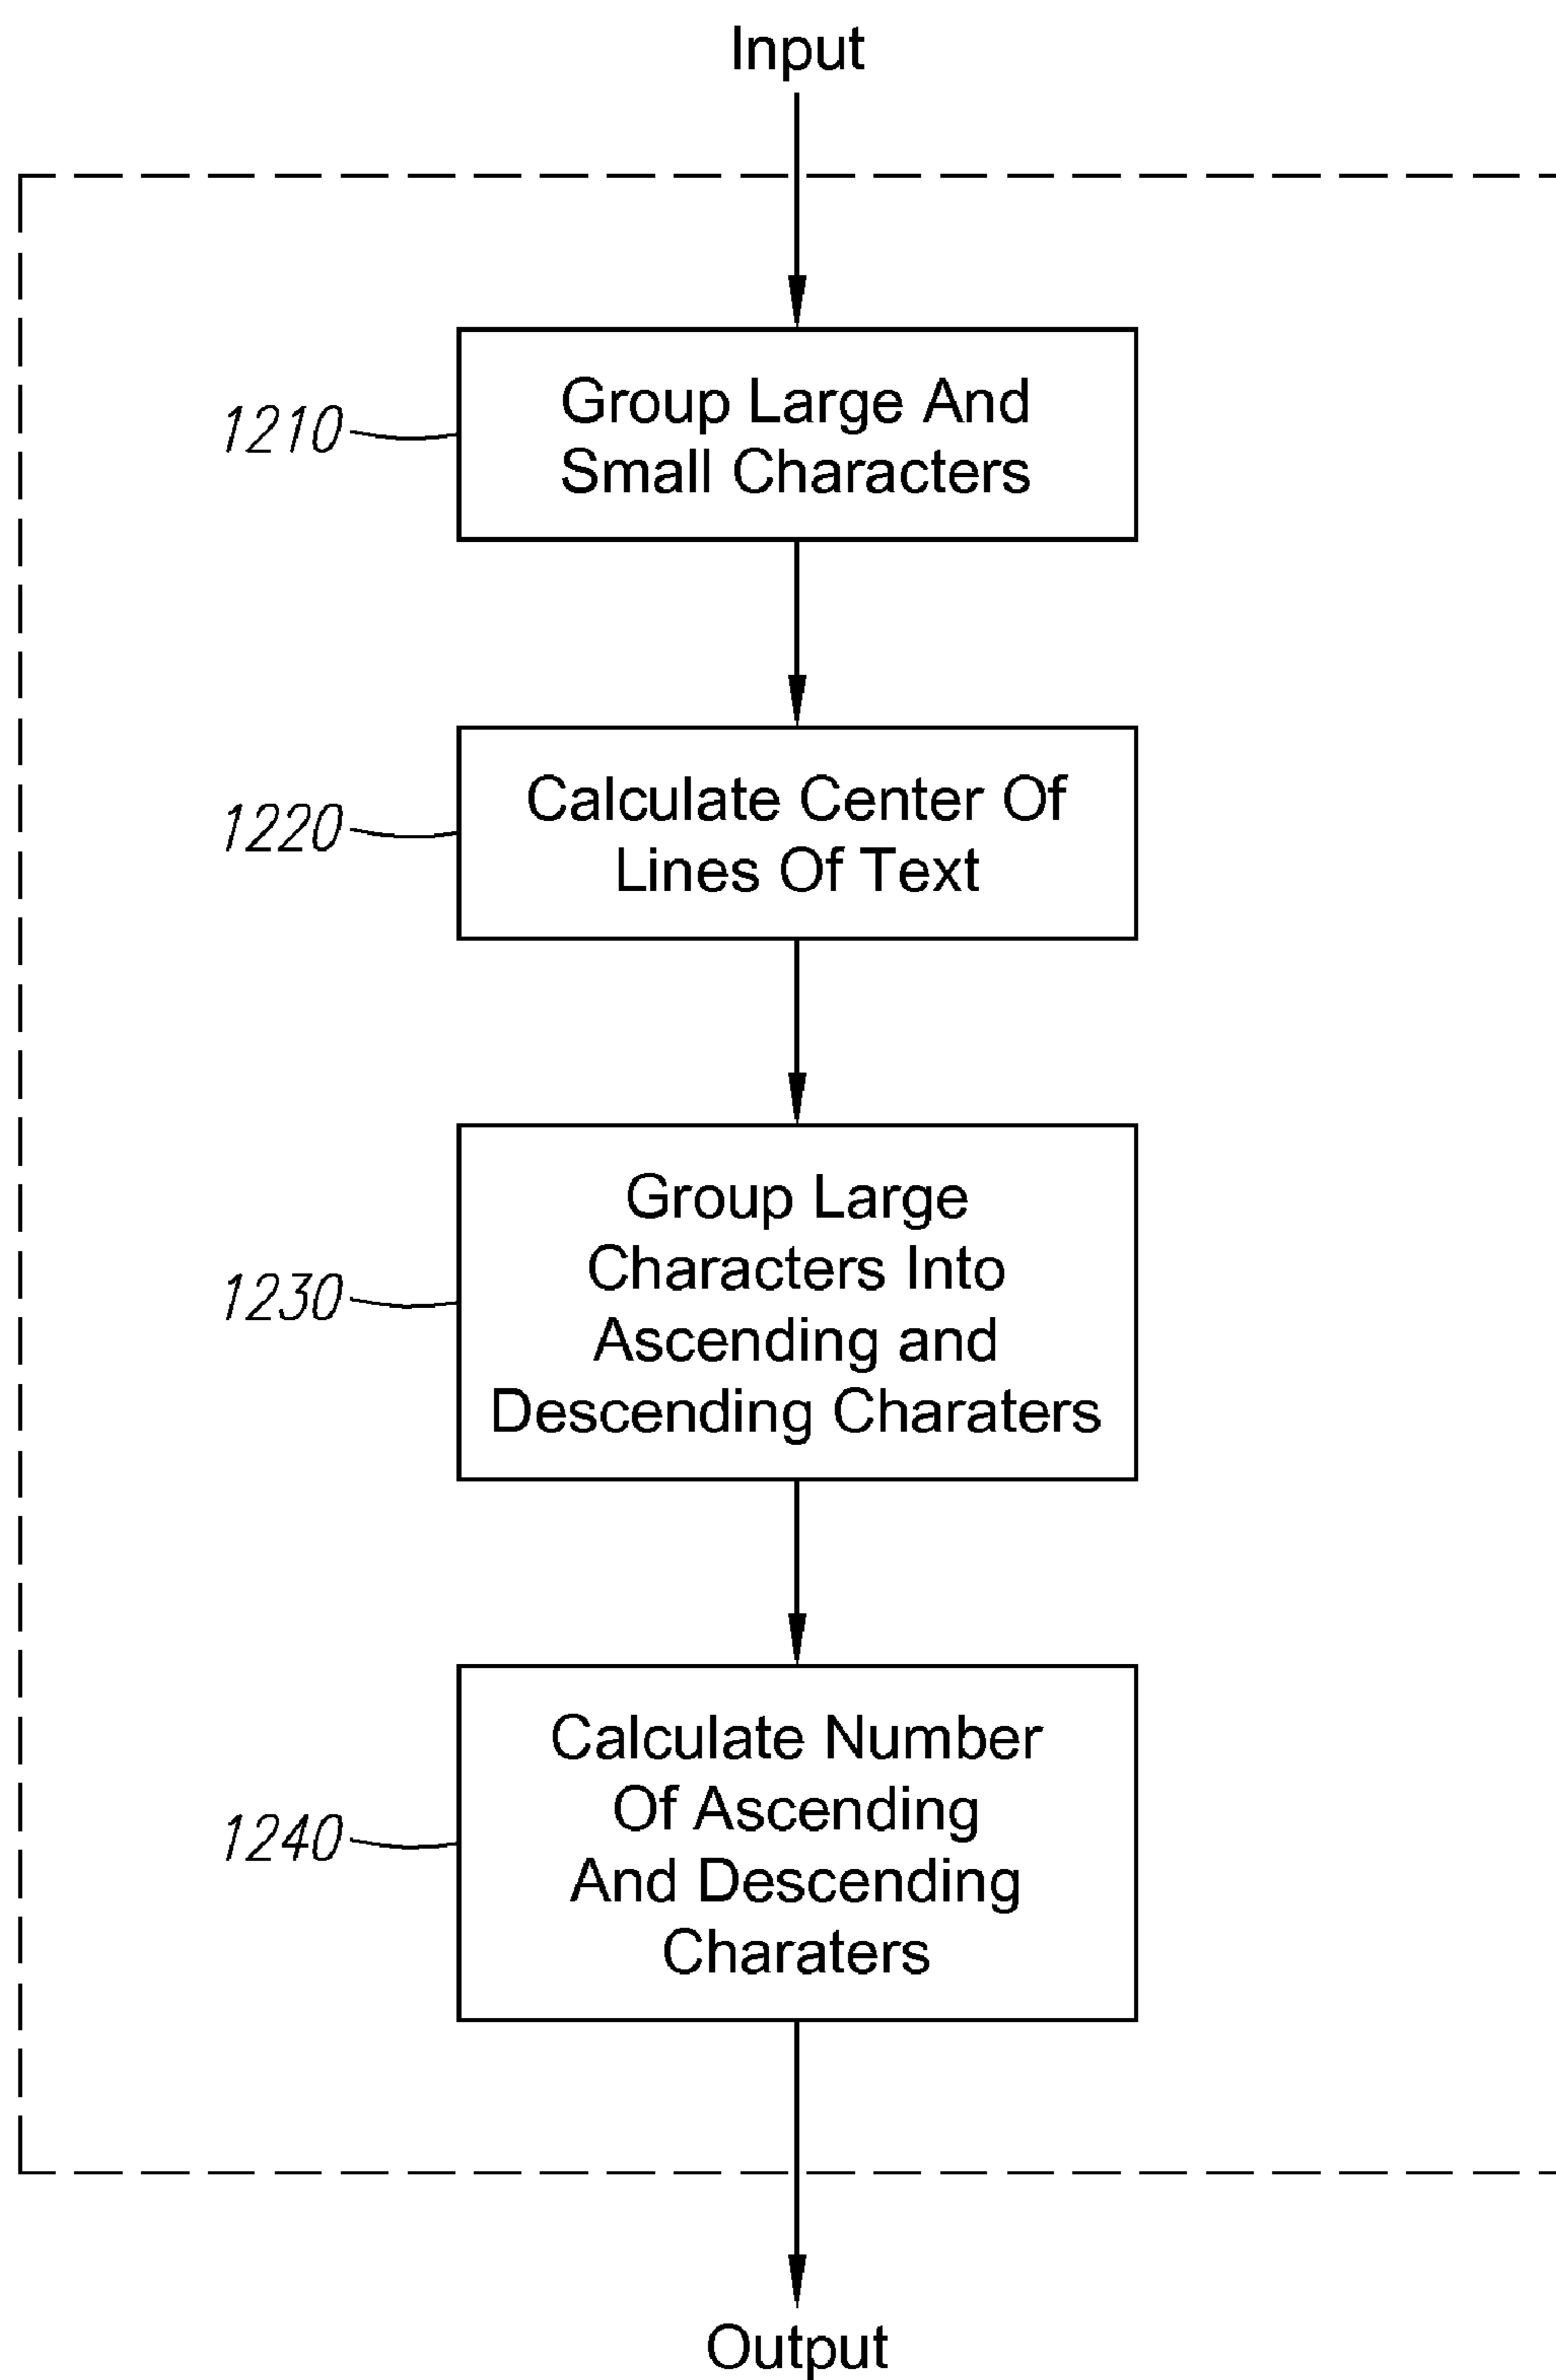 Input
1210
Group Large And
Small Characters
1220
Calculate Center Of
Lines Of Text
1230
Group Large
Characters Into
Ascending and
Descending Charaters
1240
Calculate Number
Of Ascending
And Descending
Charaters
Output